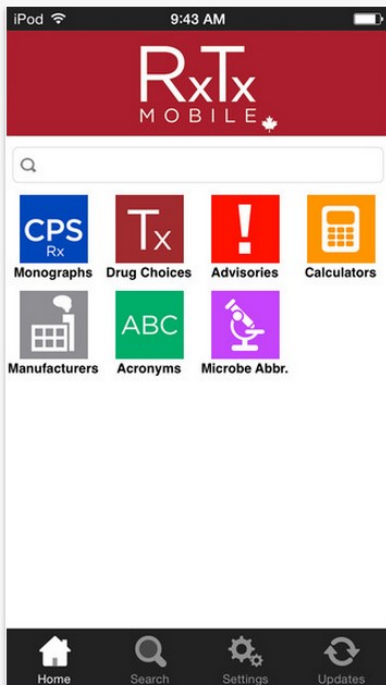 iPod 9:43 AM
RxTx
MOBILE
CPS
Rx
Tx
!
Monographs Drug Choices Advisories Calculators
ABC
Manufacturers Acronyms Microbe Abbr.
Home Search Settings Updates